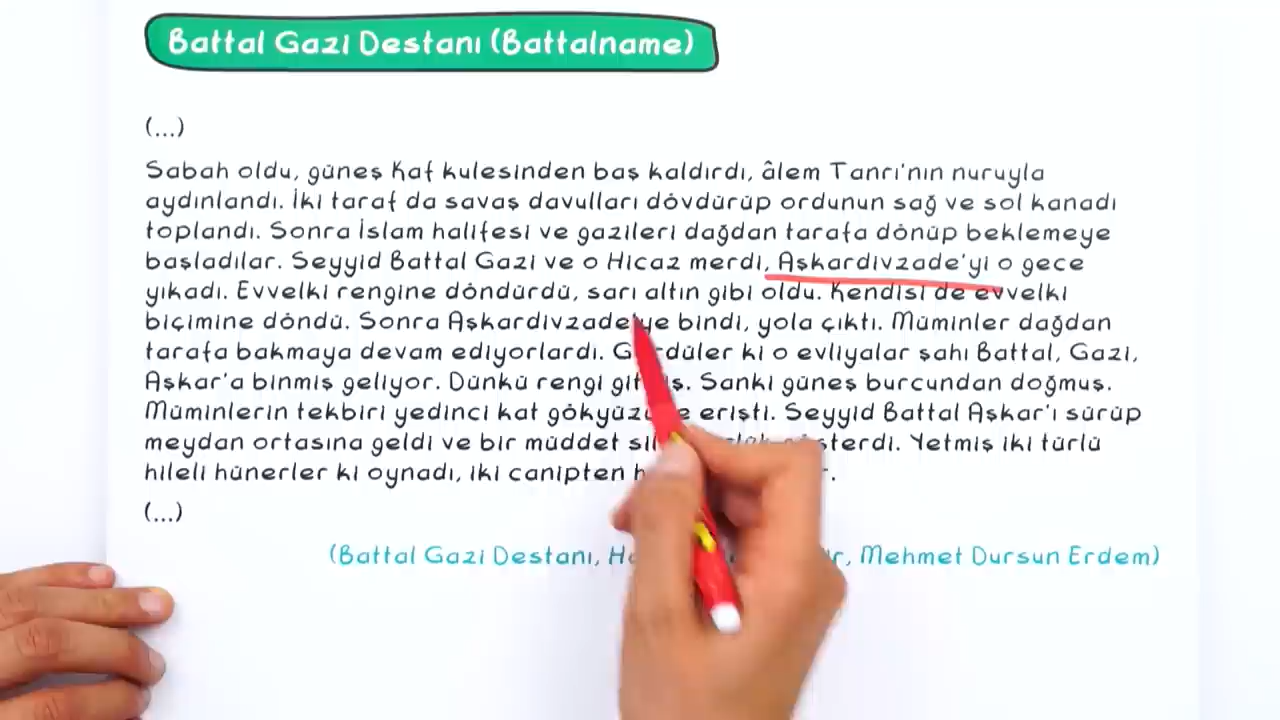 Battal Gazi Destanı (Battalname)
(...)
Sabah oldu, güneş Kaf kulesinden baş kaldırdı, âlem Tanrı'nın nuruyla
aydınlandı. İki taraf da savaş davulları dövdürüp ordunun sağ ve sol kanadı
toplandı. Sonra İslam halifesi ve gazileri dağdan tarafa dönüp beklemeye
başladılar. Seyyid Battal Gazi ve o Hicaz merdi, Aşkardivzade'yi o gece
yıkadı. Evvelki rengine döndürdü, sarı altın gibi oldu. Kendisi de evvelki
biçimine döndü. Sonra Aşkardivzade'ye bindi, yola çıktı. Müminler dağdan
tarafa bakmaya devam ediyorlardı. Gördüler ki o evliyalar şahı Battal, Gazi,
Aşkar'a binmiş geliyor. Dünkü rengi gitmiş. Sanki güneş burcundan doğmuş.
Müminlerin tekbiri yedinci kat gökyüzüne erişti. Seyyid Battal Aşkar'ı sürüp
meydan ortasına geldi ve bir müddet gösterdi. Yetmiş iki türlü
hileli hünerler ki oynadı, iki canipten
(...)
(Battal Gazi Destanı, Mehmet Dursun Erdem)